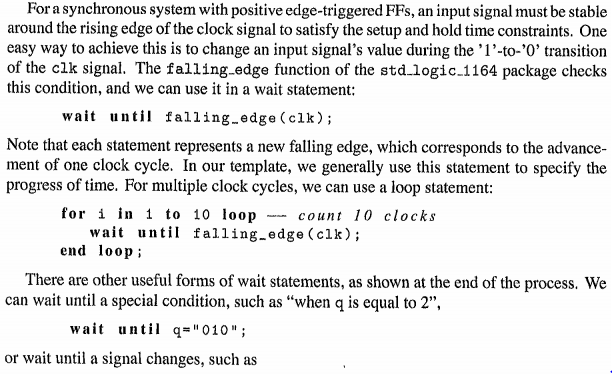 For a synchronous system with positive edge-triggered FFs, an input signal must be stable
around the rising edge of the clock signal to satisfy the setup and hold time constraints. One
easy way to achieve this is to change an input signal's value during the '1'-to-'0' transition
of the clk signal. The falling_edge function of the std_logic_1164 package checks
this condition, and we can use it in a wait statement:
wait until falling_edge(clk);
Note that each statement represents a new falling edge, which corresponds to the advance-
ment of one clock cycle. In our template, we generally use this statement to specify the
progress of time. For multiple clock cycles, we can use a loop statement:
for i in 1 to 10 loop -- count 10 clocks
wait until falling_edge(clk);
end loop;
There are other useful forms of wait statements, as shown at the end of the process. We
can wait until a special condition, such as "when q is equal to 2",
wait until q="010";
or wait until a signal changes, such as